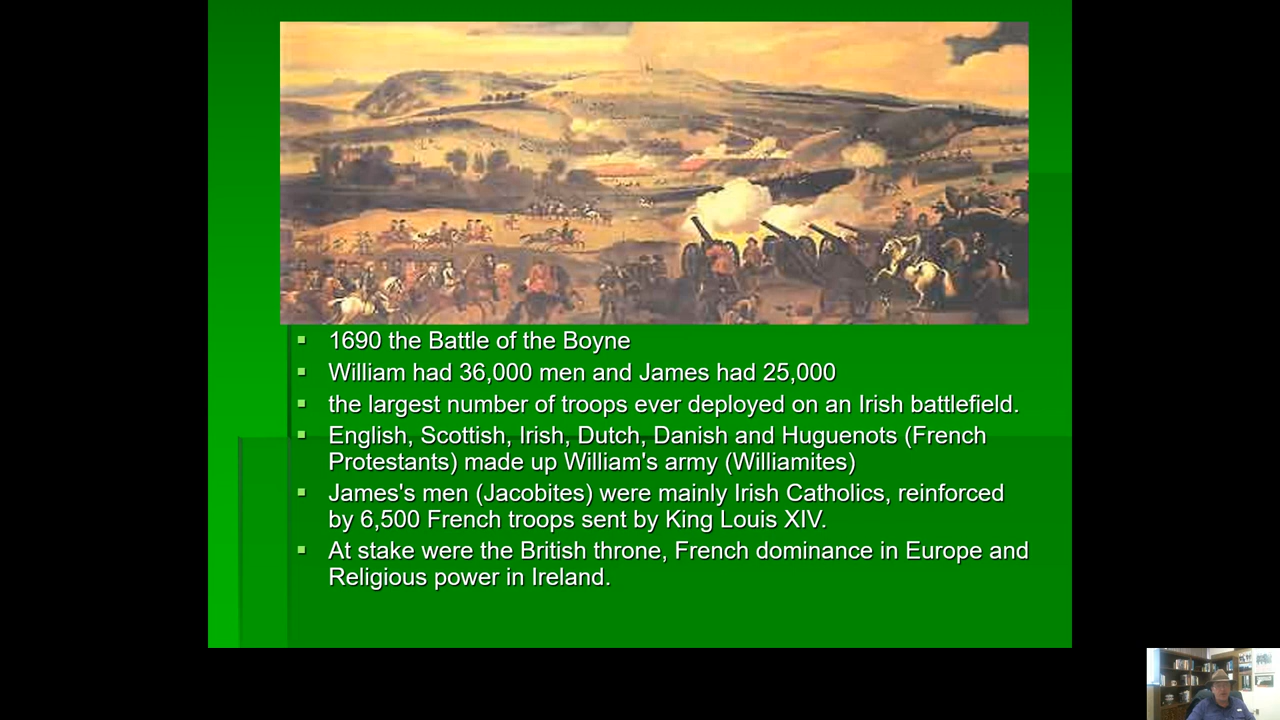 1690 the Battle of the Boyne
William had 36,000 men and James had 25,000
the largest number of troops ever deployed on an Irish battlefield.
English, Scottish, Irish, Dutch, Danish and Huguenots (French
Protestants) made up William's army (Williamites)
James's men (Jacobites) were mainly Irish Catholics, reinforced
by 6,500 French troops sent by King Louis XIV.
At stake were the British throne, French dominance in Europe and
Religious power in Ireland.